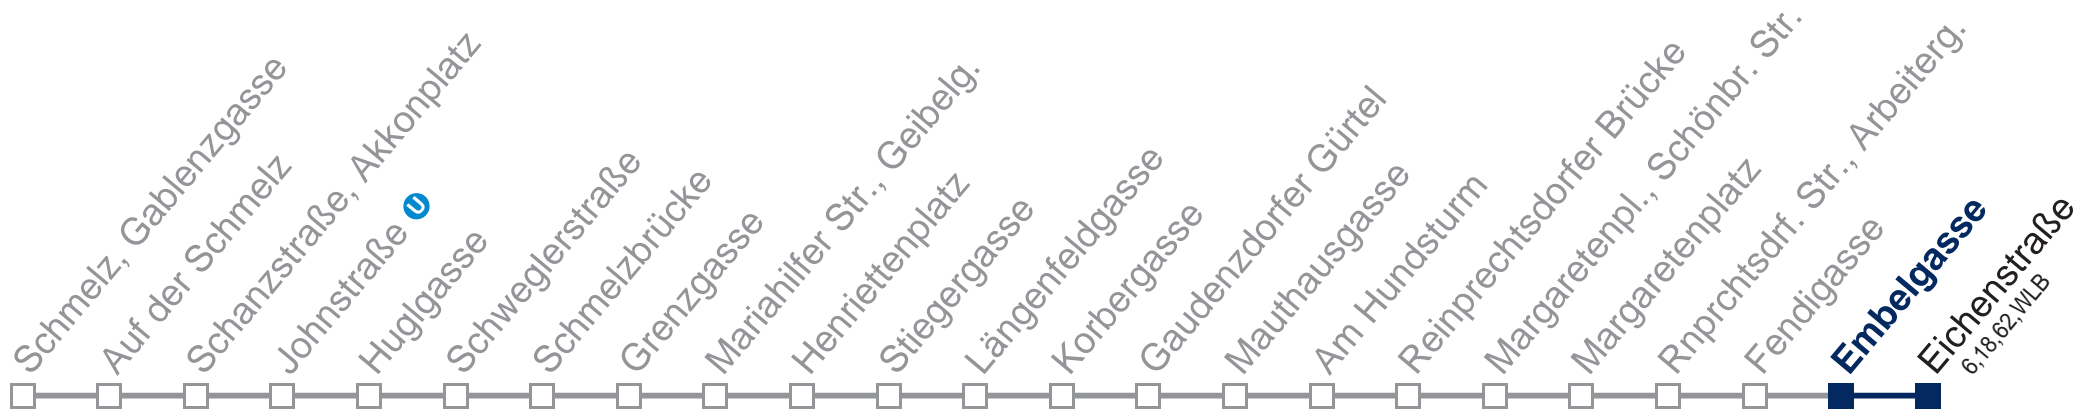 Schmelz, Gablenzgasse
Auf der Schmelz
Schanzstraße, Akkonplatz
Johnstraße U
Huglgasse
Schweglerstraße
Schmelzbrücke
Grenzgasse
Mariahilfer Str., Geibelg.
Henriettenplatz
Stiegergasse
Längenfeldgasse
Korbergasse
Gaudenzdorfer Gürtel
Mauthausgasse
Am Hundsturm
Reinprechtsdorfer Brücke
Margaretenpl., Schönbr. Str.
Margaretenplatz
Rnprchtsdrf. Str., Arbeiterg.
Fendigasse
Embelgasse
Eichenstraße
6,18,62,WLB